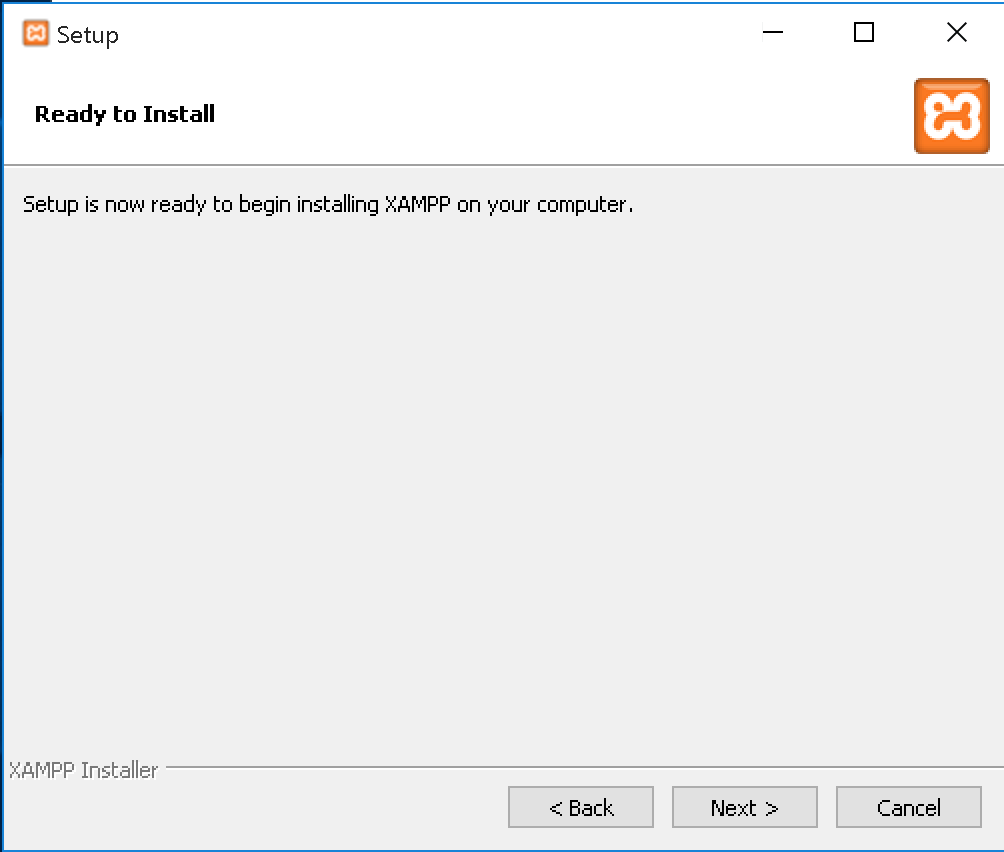 Setup
Ready to Install
Setup is now ready to begin installing XAMPP on your computer.
XAMPP Installer
< Back
Next >
Cancel